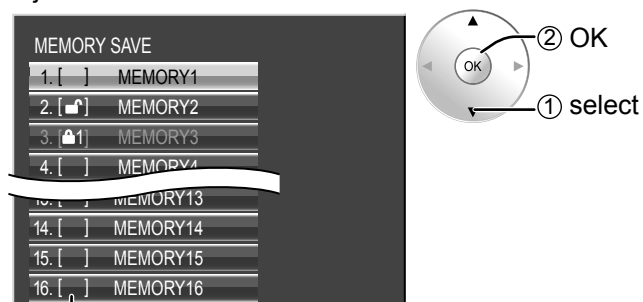 MEMORY SAVE
1. [ ] MEMORY1
2. [ ] MEMORY2
3. [ 1] MEMORY3
4. [ ] MEMORY4
13. [ ] MEMORY13
14. [ ] MEMORY14
15. [ ] MEMORY15
16. [ ] MEMORY16
OK
② OK
① select